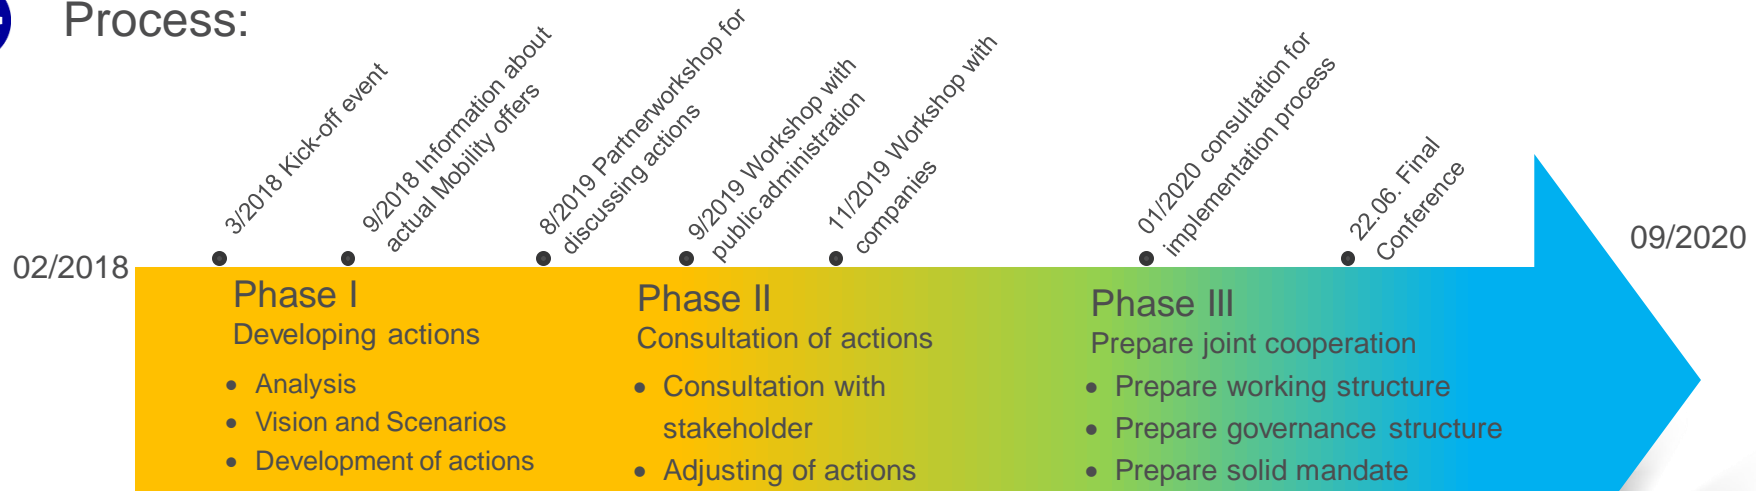 Process:
3/2018 Kick-off event
9/2018 Information about
actual Mobility offers
8/2019 Partnerworkshop for
discussing actions
9/2019 Workshop with
public administration
11/2019 Workshop with
companies
01/2020 consultation for
implementation process
22.06. Final
Conference
02/2018
09/2020
Phase I
Developing actions
• Analysis
• Vision and Scenarios
• Development of actions
Phase II
Consultation of actions
• Consultation with
stakeholder
• Adjusting of actions
Phase III
Prepare joint cooperation
• Prepare working structure
• Prepare governance structure
• Prepare solid mandate